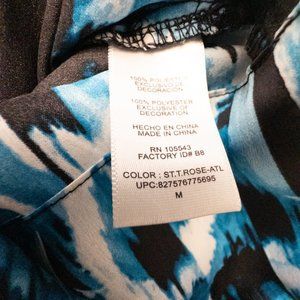 100% POLYESTER
EXCLUSIVE OF
DECORATION
100% POLYESTER
EXCLUSIVE OF
DECORATION
HECHO EN CHINA
MADE IN CHINA
RN 105543
FACTORY ID# B8
COLOR : ST.T.ROSE-ATL
UPC:827576775695
M